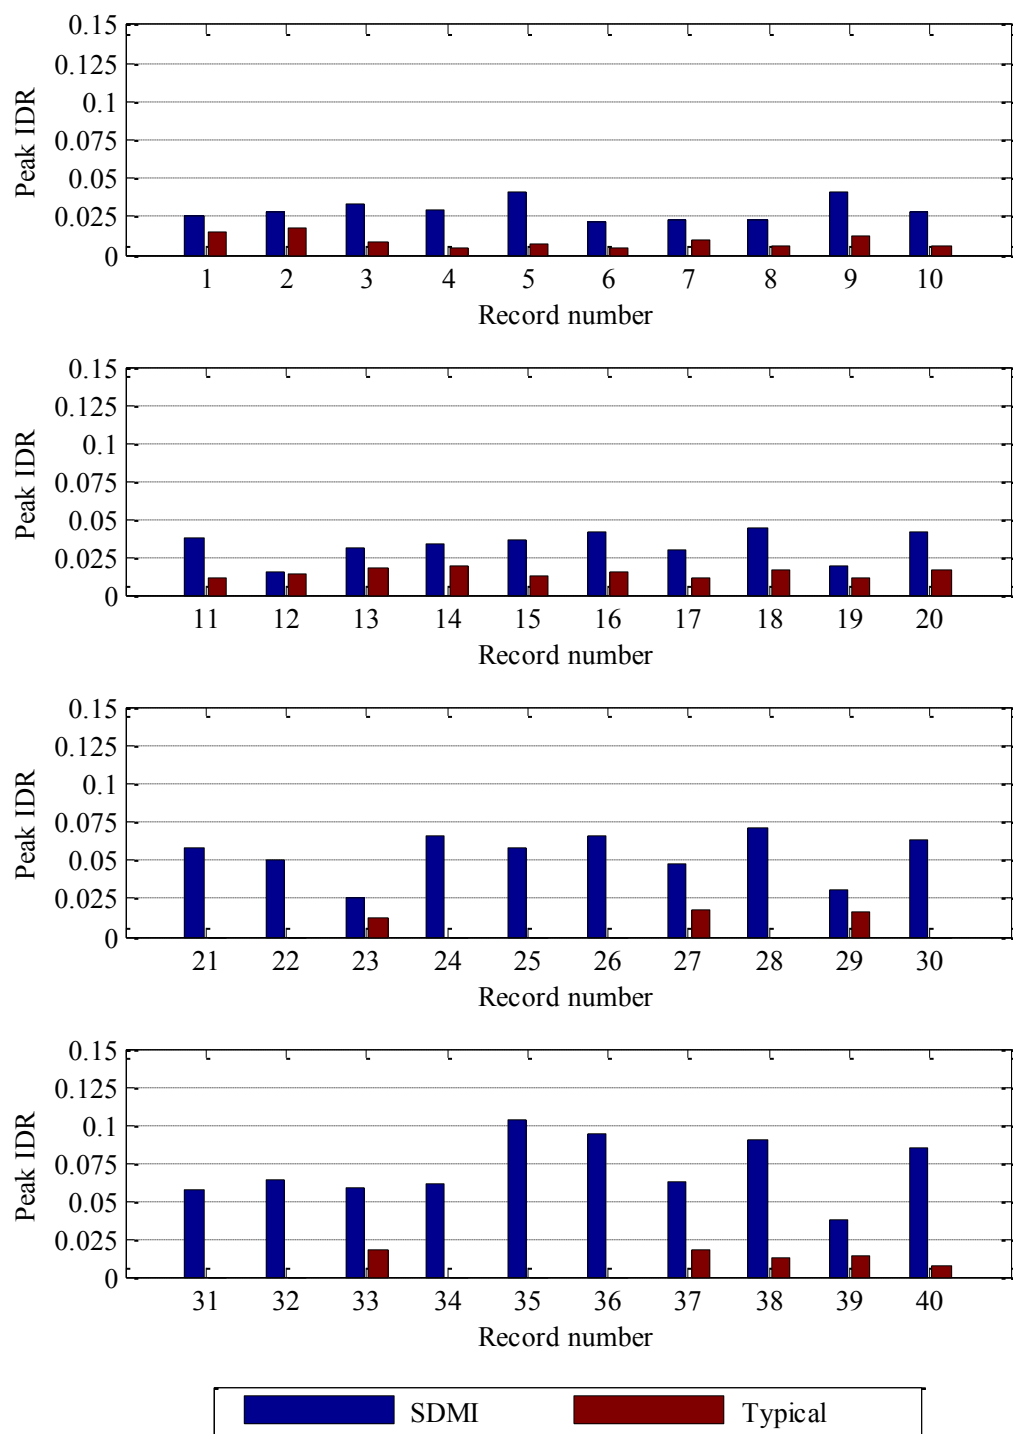 0.15
0.125
0.1
0.075
0.05
0.025
0
Peak IDR
1 2 3 4 5 6 7 8 9 10
Record number
0.15
0.125
0.1
0.075
0.05
0.025
0
Peak IDR
11 12 13 14 15 16 17 18 19 20
Record number
0.15
0.125
0.1
0.075
0.05
0.025
0
Peak IDR
21 22 23 24 25 26 27 28 29 30
Record number
0.15
0.125
0.1
0.075
0.05
0.025
0
Peak IDR
31 32 33 34 35 36 37 38 39 40
Record number
SDMI Typical